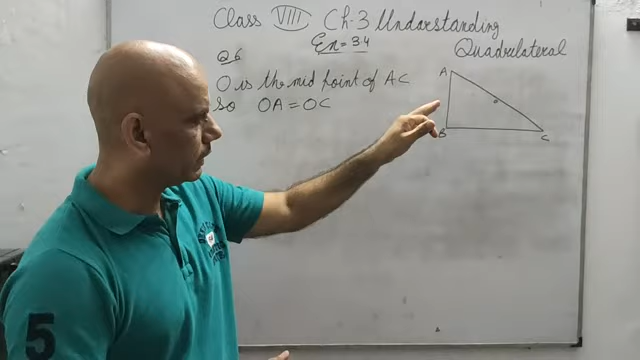 Class VIII Ch-3 Understanding
Quadrilateral
Ex = 3.4
Q6
O is the mid point of AC
So OA = OC
A
B
C
5